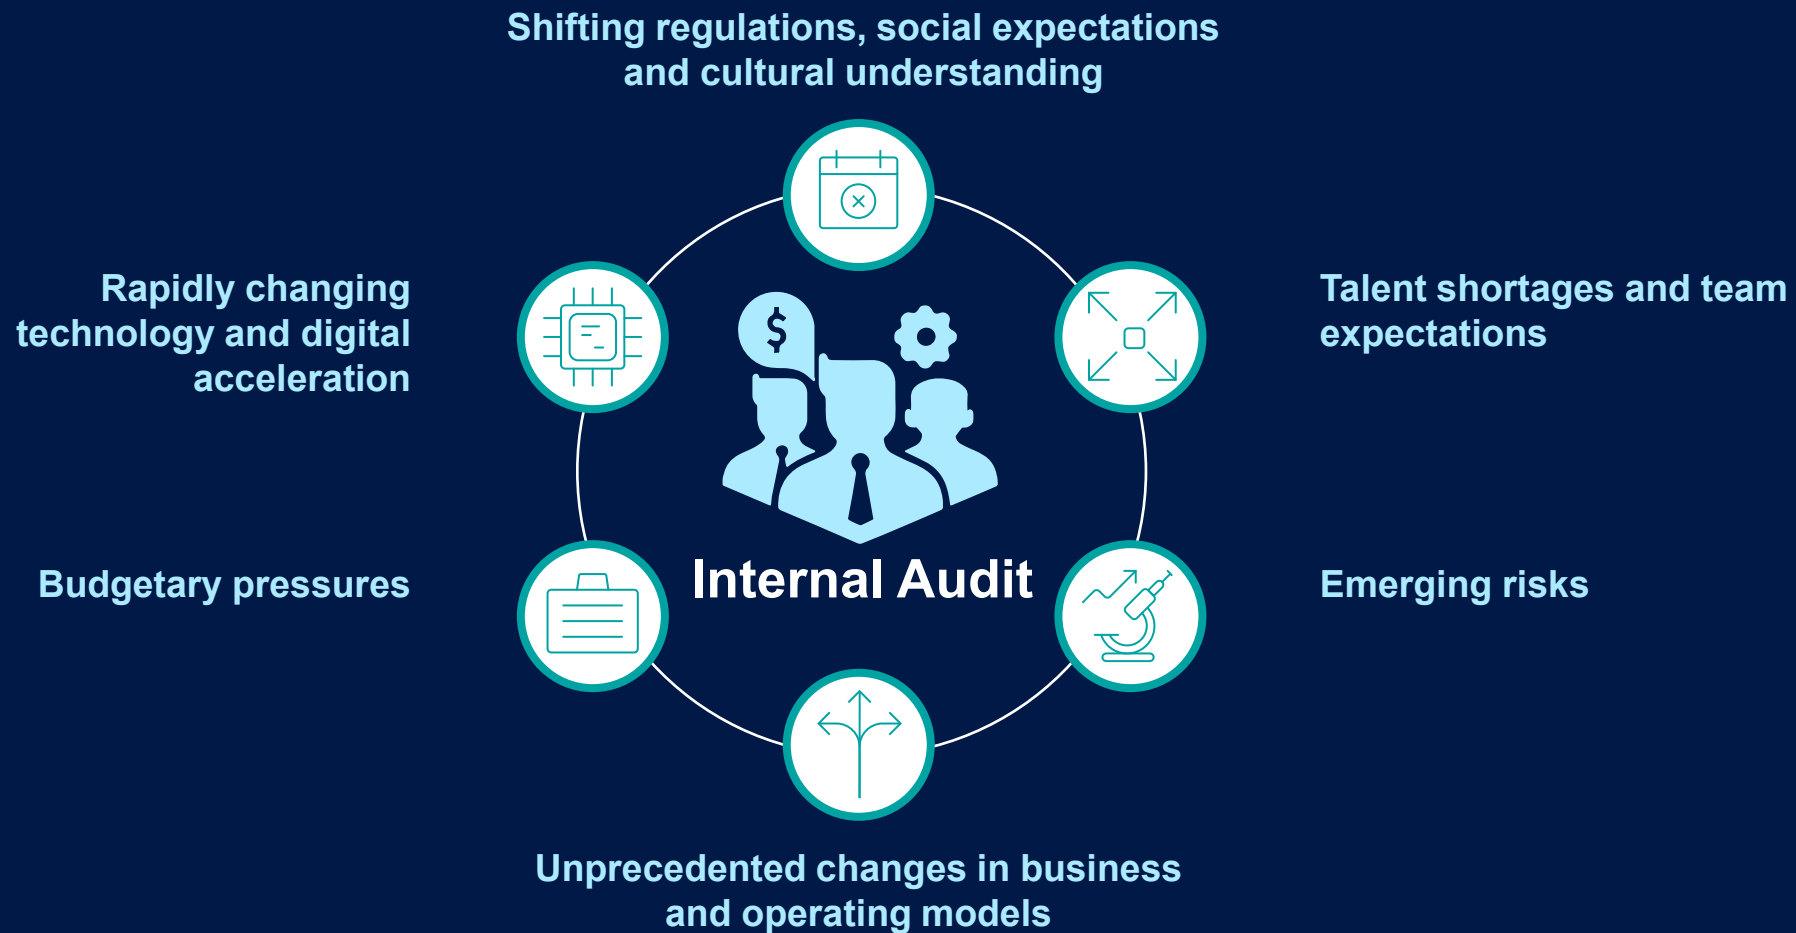 Shifting regulations, social expectations
and cultural understanding
Rapidly changing
technology and digital
acceleration
Talent shortages and team
expectations
$
Internal Audit
Budgetary pressures
Emerging risks
Unprecedented changes in business
and operating models